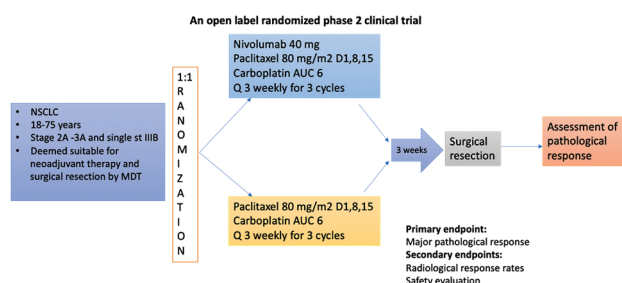 An open label randomized phase 2 clinical trial
• NSCLC
• 18-75 years
• Stage 2A -3A and single st IIIB
• Deemed suitable for
neoadjuvant therapy and
surgical resection by MDT
1:1
R
A
N
O
M
I
Z
A
T
I
O
N
Nivolumab 40 mg
Paclitaxel 80 mg/m2 D1,8,15
Carboplatin AUC 6
Q 3 weekly for 3 cycles
Paclitaxel 80 mg/m2 D1,8,15
Carboplatin AUC 6
Q 3 weekly for 3 cycles
3 weeks
Surgical
resection
Assessment of
pathological
response
Primary endpoint:
Major pathological response
Secondary endpoints:
Radiological response rates
Safety evaluation